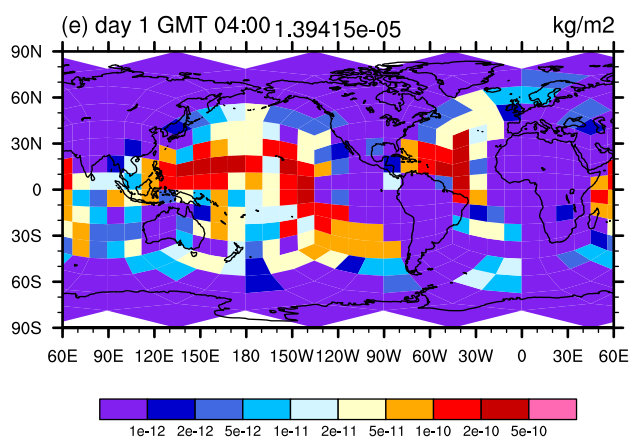 (e) day 1 GMT 04:00 1.39415e-05 kg/m2
90N
60N
30N
0
30S
60S
90S
60E 90E 120E 150E 180 150W 120W 90W 60W 30W 0 30E 60E
1e-12 2e-12 5e-12 1e-11 2e-11 5e-11 1e-10 2e-10 5e-10